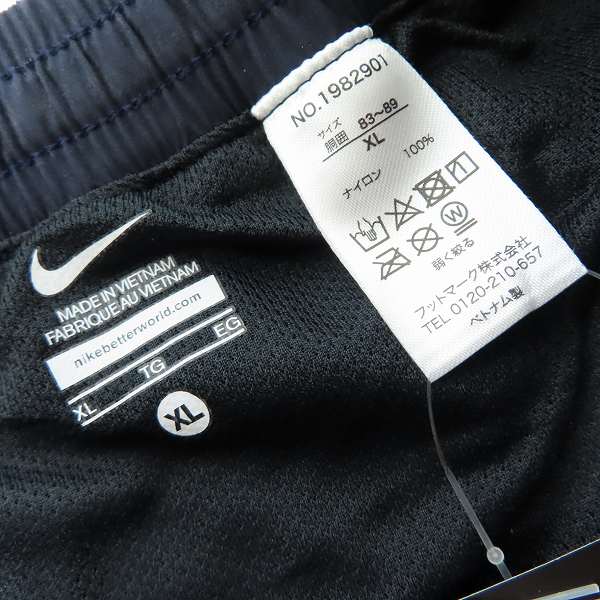 MADE IN VIETNAM
FABRIQUÉ AU VIETNAM
nikebetterworld.com
XL TG EG
XL
NO.1982901
サイズ
胴囲 83~89
XL
ナイロン 100%
W
弱く絞る
フットマーク株式会社
TEL 0120-210-657
ベトナム製